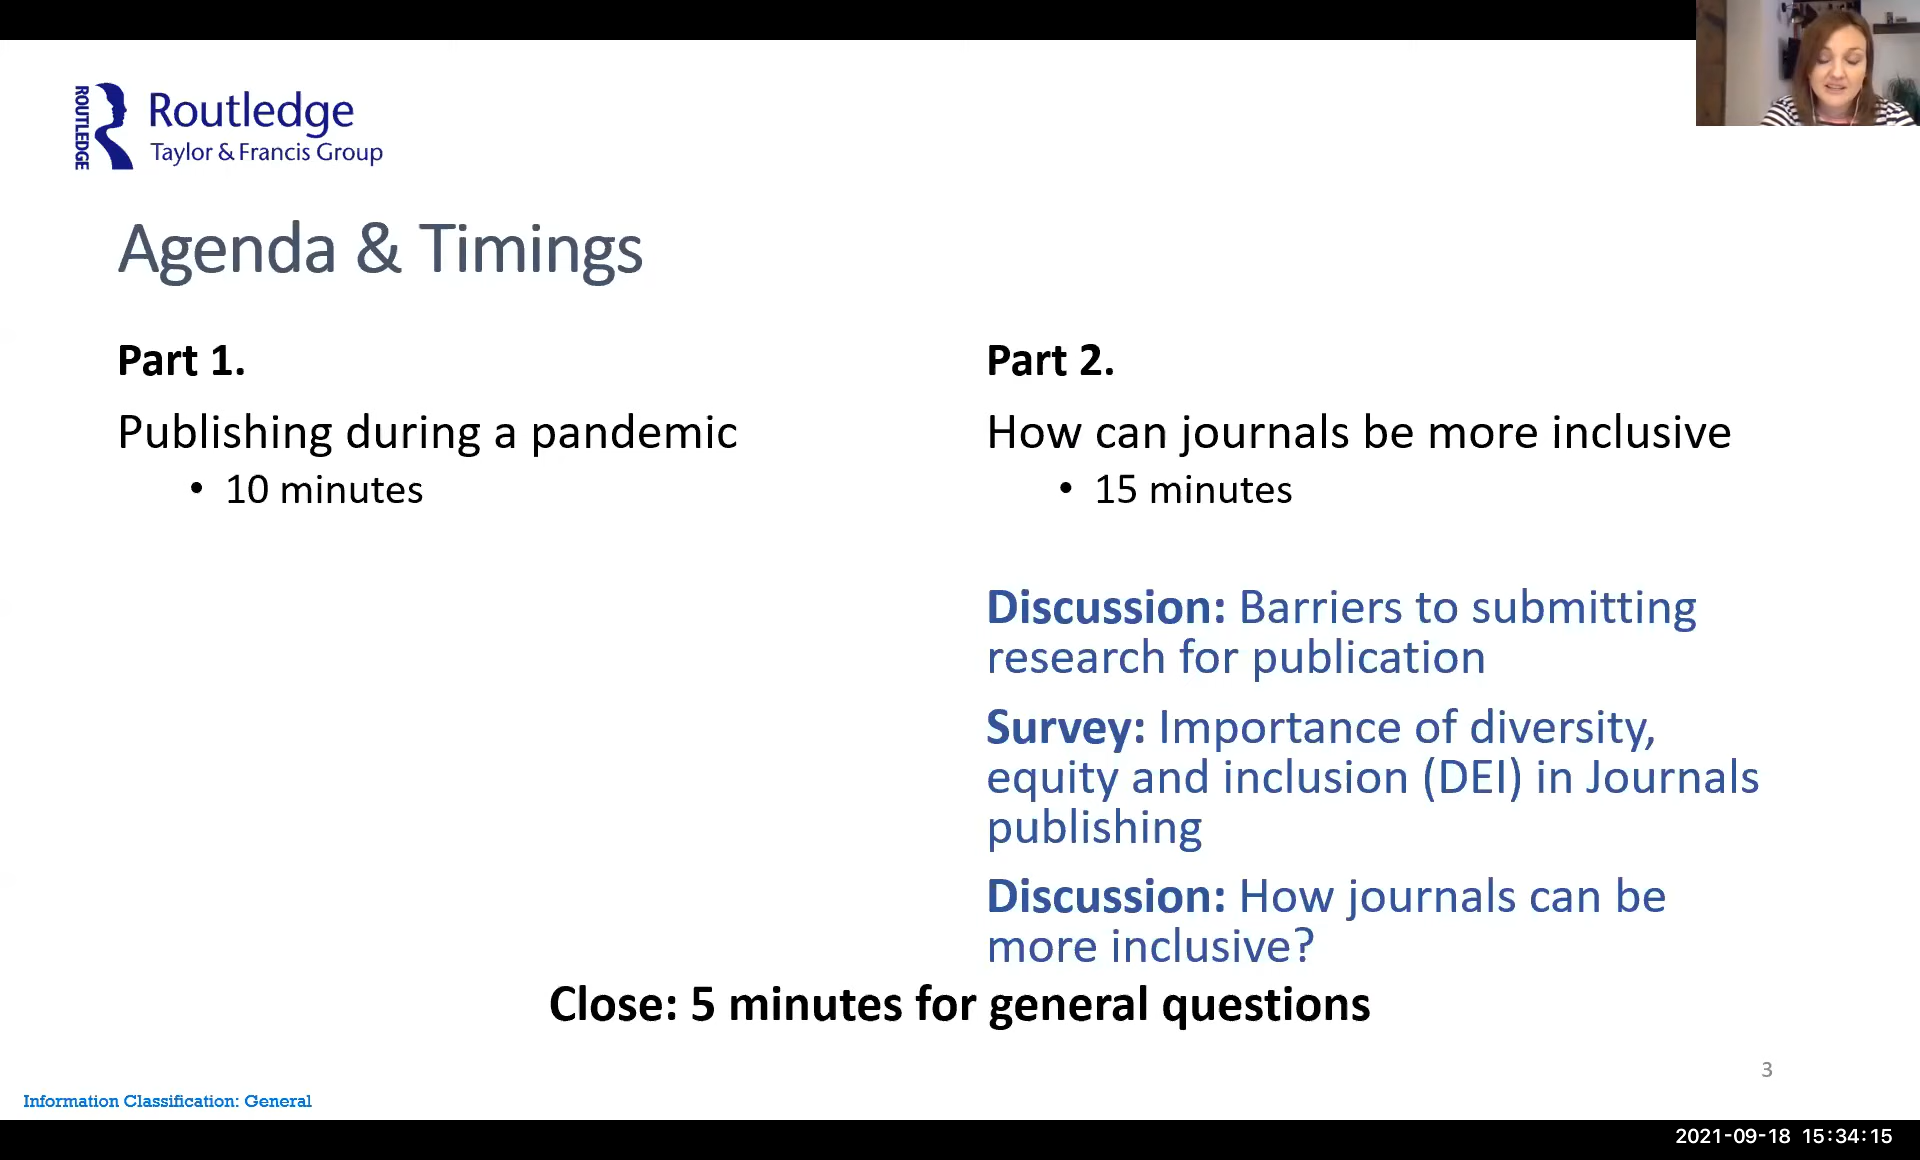 ROUTLEDGE
Routledge
Taylor & Francis Group
Agenda & Timings
Part 1.
Publishing during a pandemic
• 10 minutes
Part 2.
How can journals be more inclusive
• 15 minutes
Discussion: Barriers to submitting
research for publication
Survey: Importance of diversity,
equity and inclusion (DEI) in Journals
publishing
Discussion: How journals can be
more inclusive?
Close: 5 minutes for general questions
3
Information Classification: General
2021-09-18 15:34:15